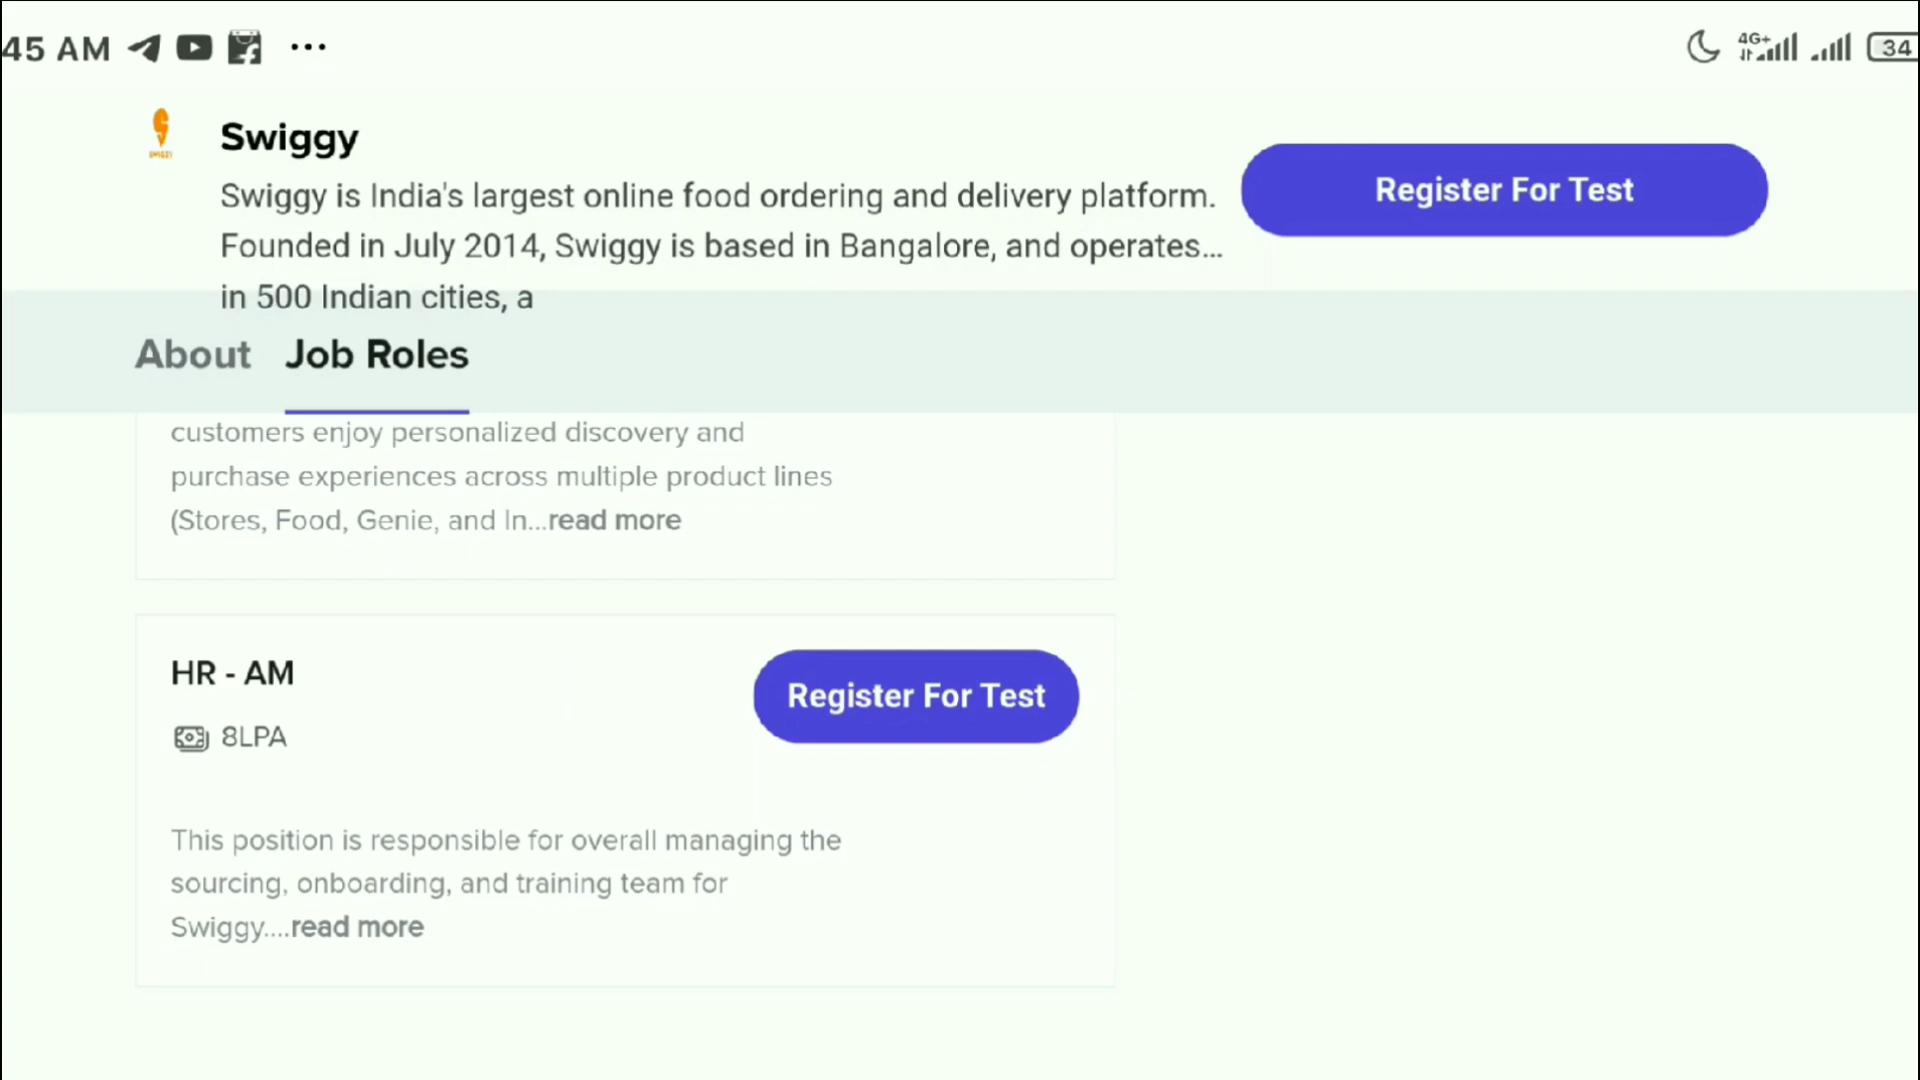 45 AM ...
4G+
34
SWIGGY
Swiggy
Swiggy is India's largest online food ordering and delivery platform.
Founded in July 2014, Swiggy is based in Bangalore, and operates...
in 500 Indian cities, a
Register For Test
About Job Roles
customers enjoy personalized discovery and
purchase experiences across multiple product lines
(Stores, Food, Genie, and In...read more
HR - AM
Register For Test
8LPA
This position is responsible for overall managing the
sourcing, onboarding, and training team for
Swiggy....read more